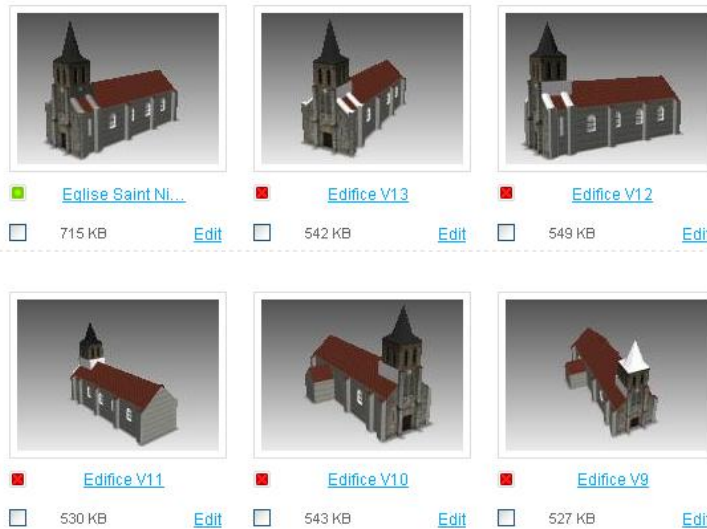 Eglise Saint Ni...
Edifice V13
Edifice V12
715 KB
Edit
542 KB
Edit
549 KB
Edit
Edifice V11
Edifice V10
Edifice V9
530 KB
Edit
543 KB
Edit
527 KB
Edit